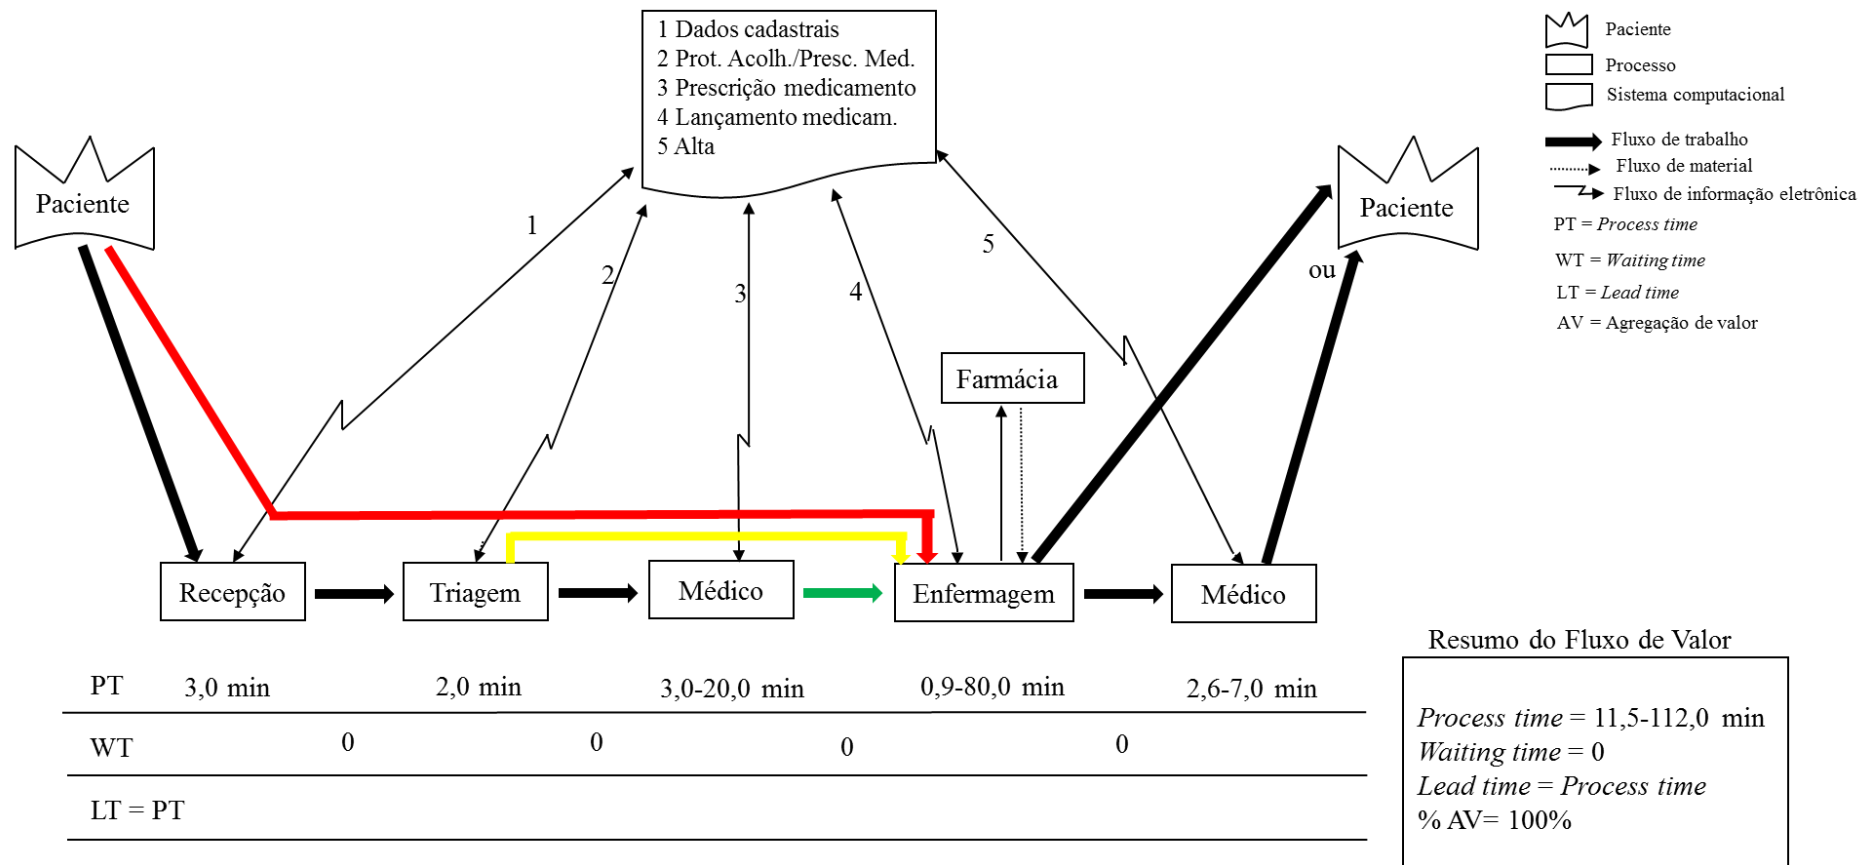 1 Dados cadastrais
2 Prot. Acolh./Presc. Med.
3 Prescrição medicamento
4 Lançamento medicam.
5 Alta
Paciente
Processo
Sistema computacional
Fluxo de trabalho
Fluxo de material
Fluxo de informação eletrônica
PT = Process time
WT = Waiting time
LT = Lead time
AV = Agregação de valor
Paciente
Paciente
1
2
3
4
5
ou
Farmácia
Recepção
Triagem
Médico
Enfermagem
Médico
PT 3,0 min 2,0 min 3,0-20,0 min 0,9-80,0 min 2,6-7,0 min
WT 0 0 0 0
LT = PT
Resumo do Fluxo de Valor
Process time = 11,5-112,0 min
Waiting time = 0
Lead time = Process time
% AV= 100%